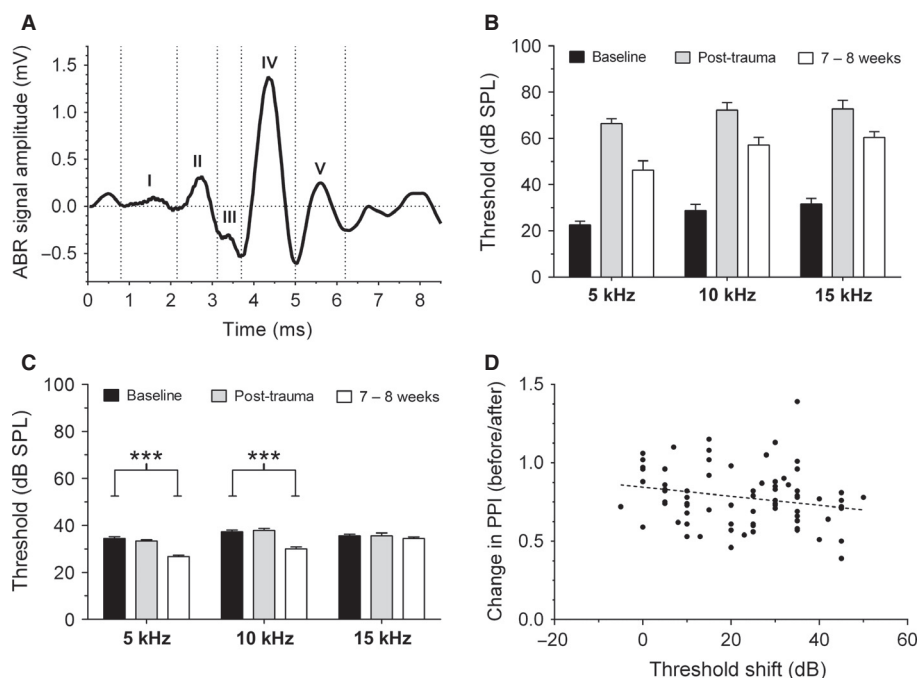 A
ABR signal amplitude (mV)
1.5
1.0
0.5
0.0
−0.5
I
II
III
IV
V
0 1 2 3 4 5 6 7 8
Time (ms)
B
Threshold (dB SPL)
100
80
60
40
20
0
Baseline Post-trauma 7 – 8 weeks
5 kHz 10 kHz 15 kHz
C
Threshold (dB SPL)
100
80
60
40
20
0
Baseline Post-trauma 7 – 8 weeks
*** ***
5 kHz 10 kHz 15 kHz
D
Change in PPI (before/after)
1.5
1.0
0.5
0.0
−20 0 20 40 60
Threshold shift (dB)